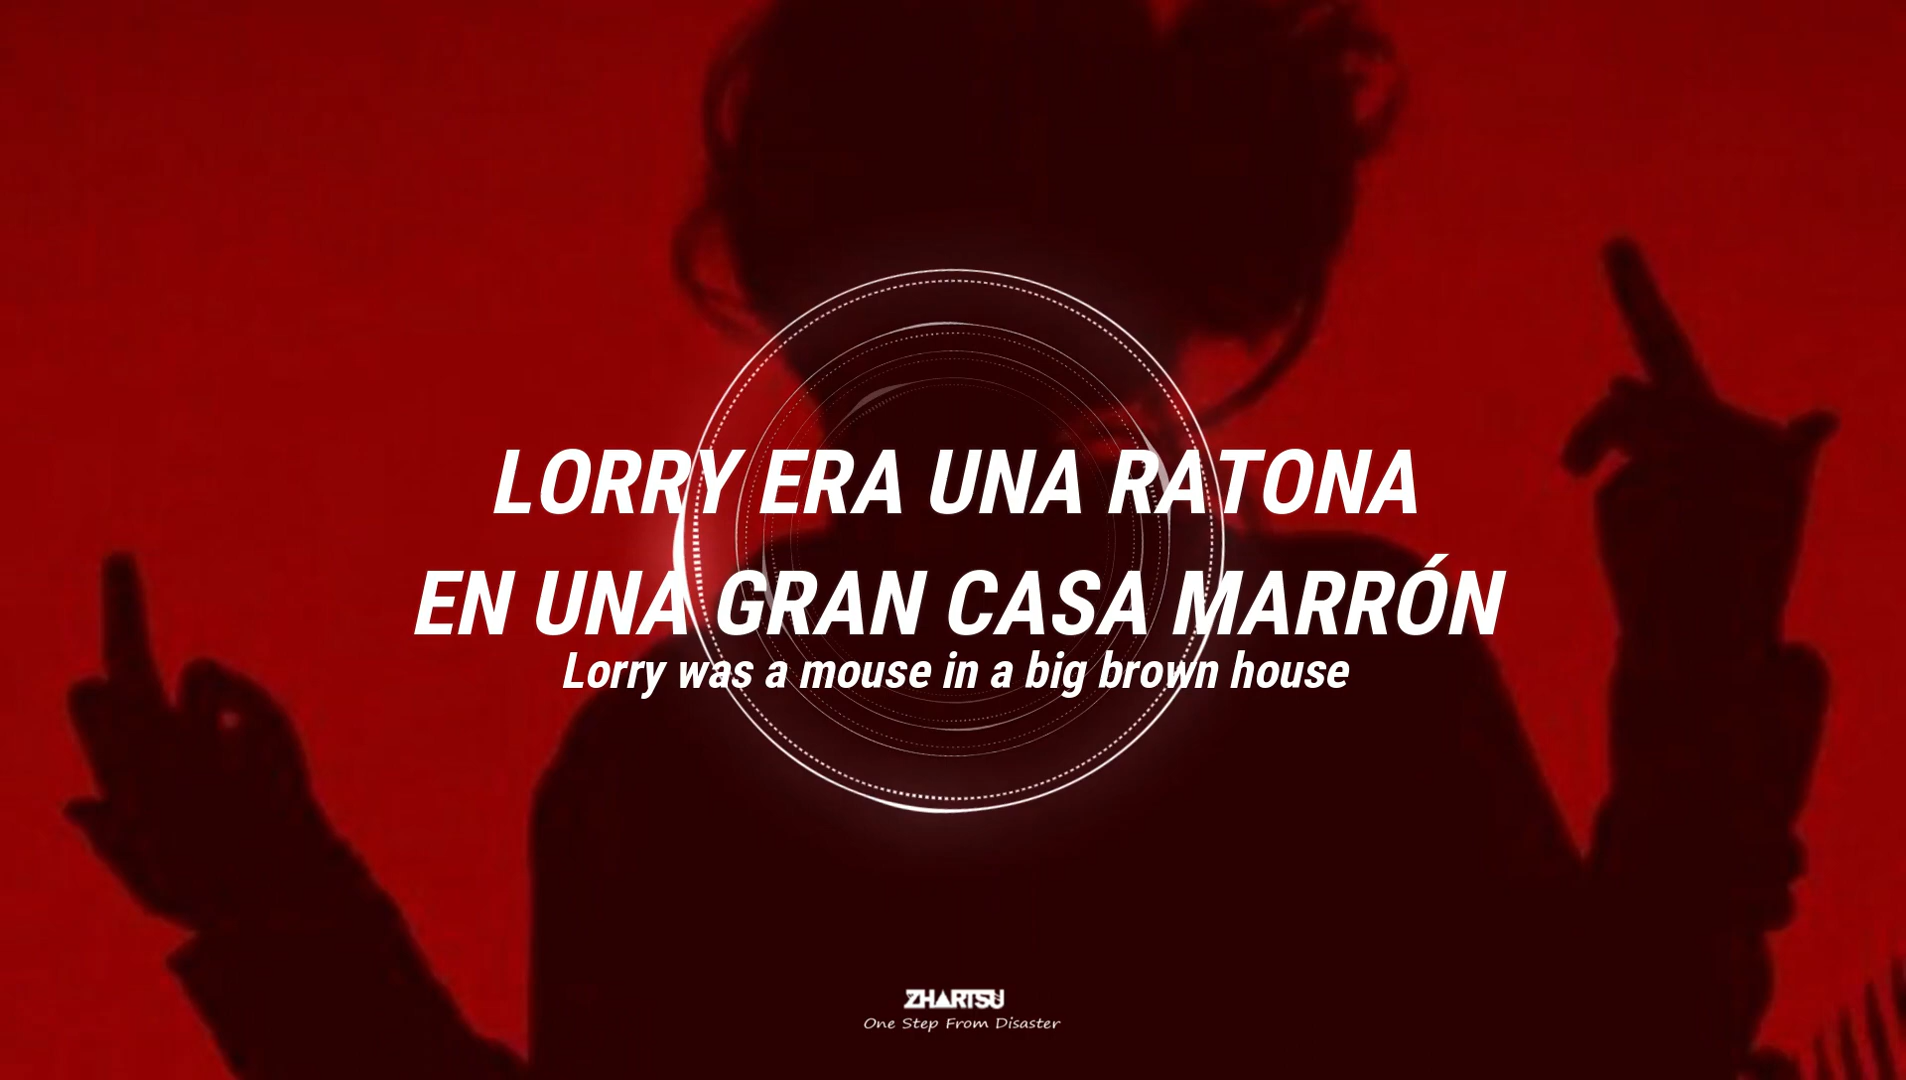 LORRY ERA UNA RATONA
EN UNA GRAN CASA MARRÓN
Lorry was a mouse in a big brown house
ZHARTSU
One Step From Disaster